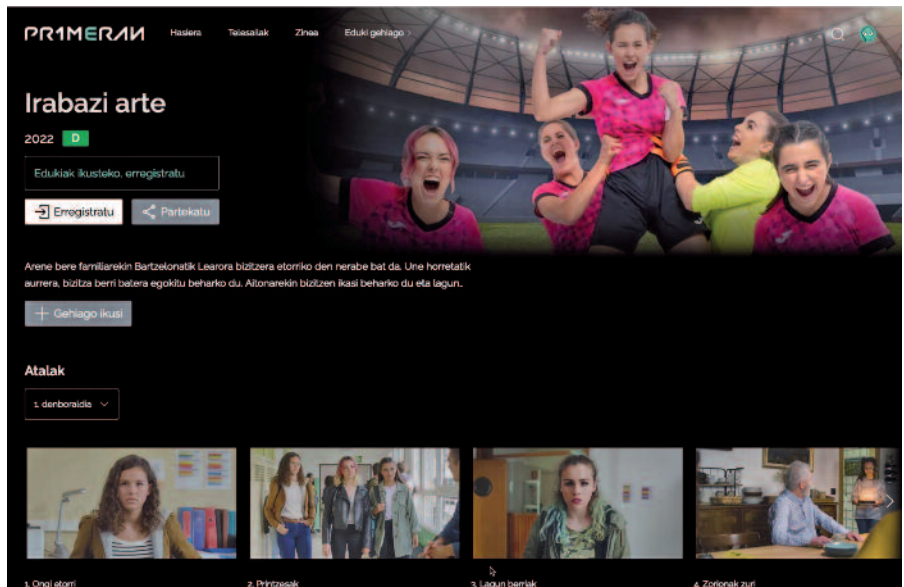 PR1MERAN
Hasiera Telesailak Zinea Eduki gehiago >
Irabazi arte
2022 D
Edukiak ikusteko, erregistratu
Erregistratu Partekatu
Arene bere familiarekin Bartzelonatik Learora bizitzera etorriko den nerabe bat da. Une horretatik
aurrera, bizitza berri batera egokitu beharko du. Aitonarekin bizitzen ikasi beharko du eta lagun..
Gehiago ikusi
Atalak
1. denboraldia
1. Ongi etorri 2. Printzesak 3. Lagun berriak 4. Zorionak zuri